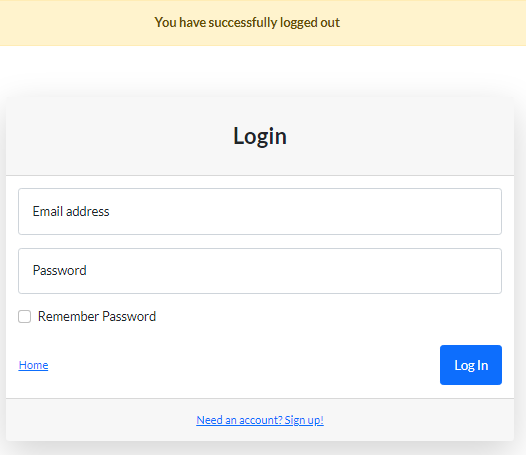 You have successfully logged out
Login
Email address
Password
Remember Password
Home
Log In
Need an account? Sign up!